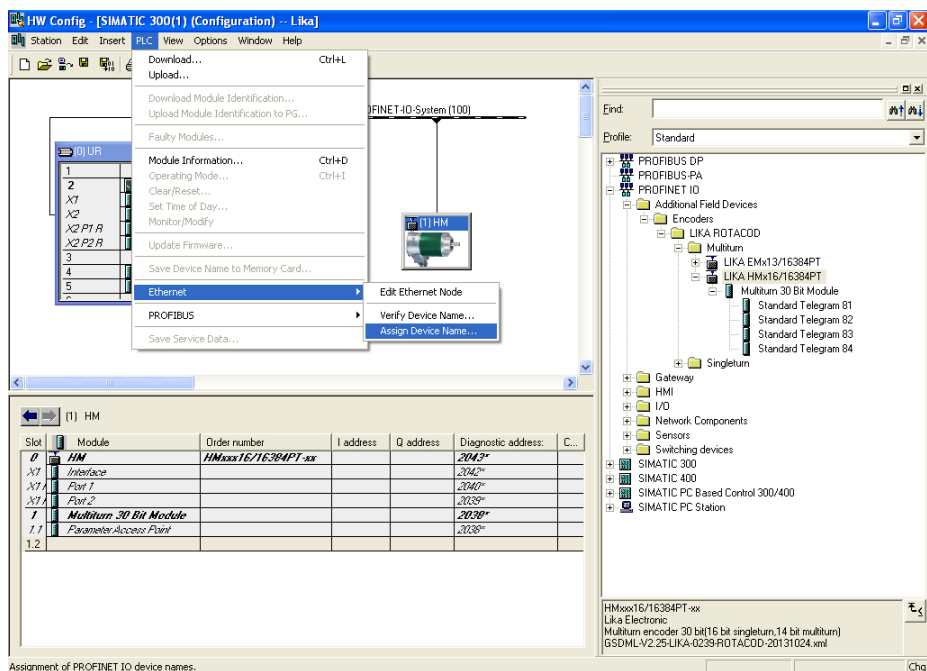 HW Config - [SIMATIC 300(1) (Configuration) -- Lika]
Station Edit Insert PLC View Options Window Help
Download... Ctrl+L
Upload...
Download Module Identification...
Upload Module Identification to PG...
Faulty Modules...
Module Information... Ctrl+D
Operating Mode... Ctrl+I
Clear/Reset...
Set Time of Day...
Monitor/Modify
Update Firmware...
Save Device Name to Memory Card...
Ethernet
PROFIBUS
Save Service Data...
Edit Ethernet Node
Verify Device Name...
Assign Device Name...
(0) UR
1
2
X1
X2
X2 P1 R
X2 P2 R
3
4
5
OFINET-IO-System (100)
(1) HM
Find:
Profile: Standard
PROFIBUS DP
PROFIBUS-PA
PROFINET IO
Additional Field Devices
Encoders
LIKA ROTACOD
Multiturn
LIKA EMx13/16384PT
LIKA HMx16/16384PT
Multiturn 30 Bit Module
Standard Telegram 81
Standard Telegram 82
Standard Telegram 83
Standard Telegram 84
Singleturn
Gateway
HMI
I/O
Network Components
Sensors
Switching devices
SIMATIC 300
SIMATIC 400
SIMATIC PC Based Control 300/400
SIMATIC PC Station
(1) HM
Slot Module Order number I address Q address Diagnostic address: C...
0 HM HMxxx16/16384PT-xx 2043*
X1 Interface 2042*
X1 Port 1 2040*
X1 Port 2 2039*
1 Multiturn 30 Bit Module 2038*
1.1 Parameter Access Point 2038*
1.2
HMxxx16/16384PT-xx
Lika Electronic
Multiturn encoder 30 bit(16 bit singleturn,14 bit multiturn)
GSDML-V2.25-LIKA-0239-ROTACOD-20131024.xml
Assignment of PROFINET IO device names. Chg